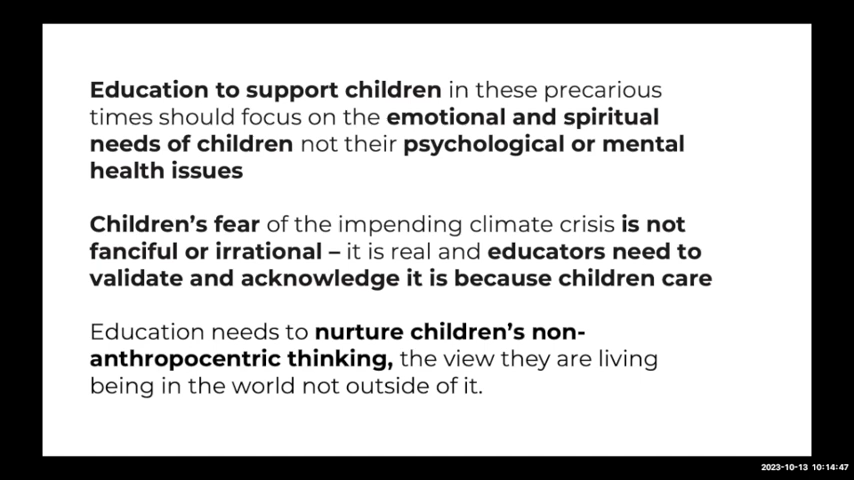 Education to support children in these precarious
times should focus on the emotional and spiritual
needs of children not their psychological or mental
health issues
Children’s fear of the impending climate crisis is not
fanciful or irrational – it is real and educators need to
validate and acknowledge it is because children care
Education needs to nurture children’s non-
anthropocentric thinking, the view they are living
being in the world not outside of it.
2023-10-13 10:14:47